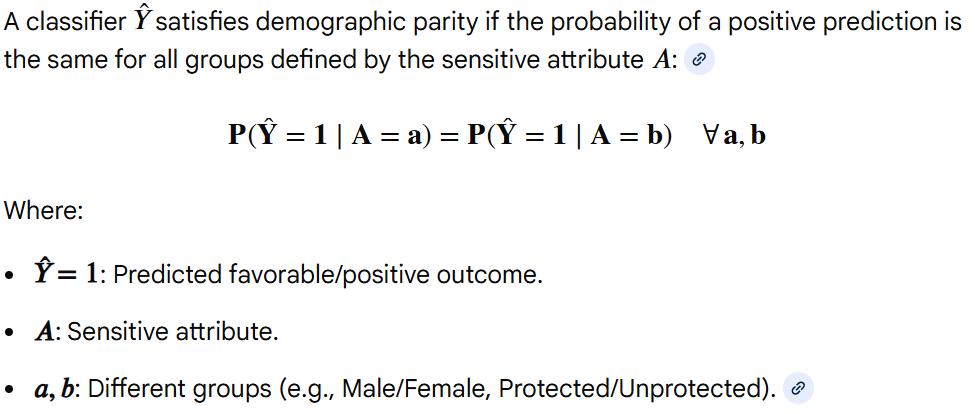 A classifier Ŷ satisfies demographic parity if the probability of a positive prediction is
the same for all groups defined by the sensitive attribute A:
P(Ŷ = 1 | A = a) = P(Ŷ = 1 | A = b) ∀ a, b
Where:
• Ŷ = 1: Predicted favorable/positive outcome.
• A: Sensitive attribute.
• a, b: Different groups (e.g., Male/Female, Protected/Unprotected).